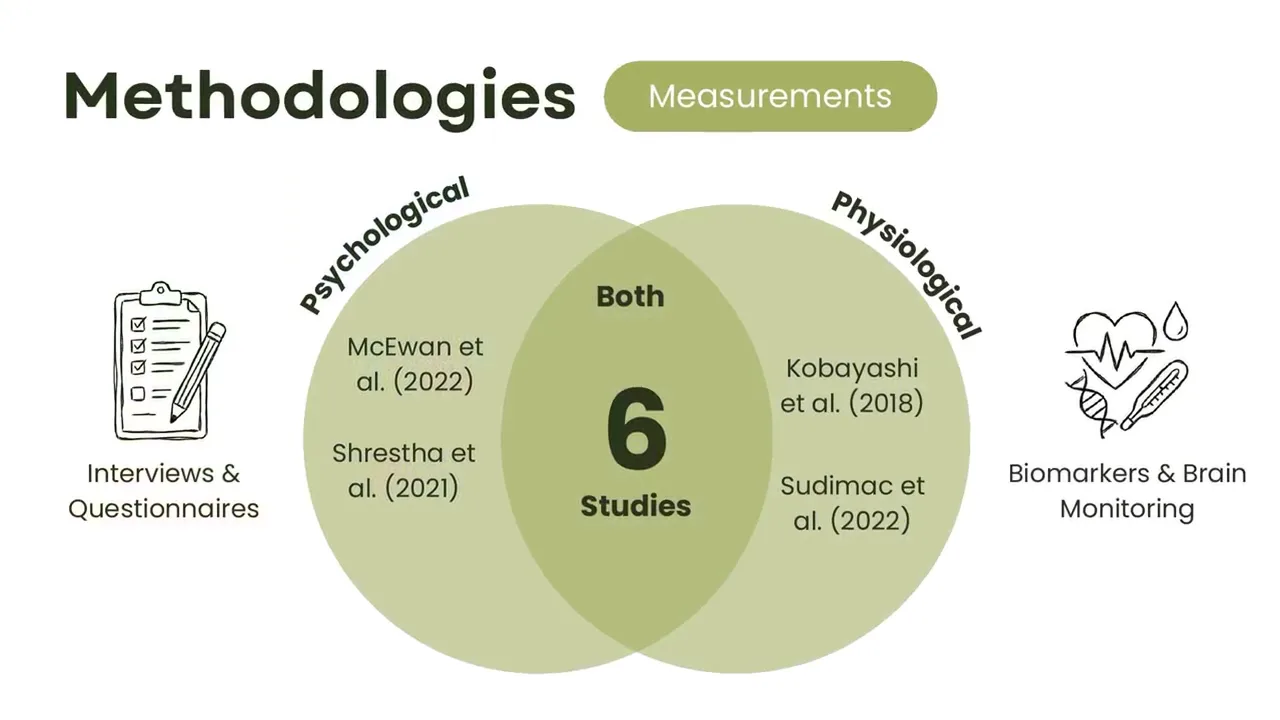 Methodologies
Measurements
Psychological
Physiological
Both
McEwan et
al. (2022)
Shrestha et
al. (2021)
6
Studies
Kobayashi
et al. (2018)
Sudimac et
al. (2022)
Interviews &
Questionnaires
Biomarkers & Brain
Monitoring